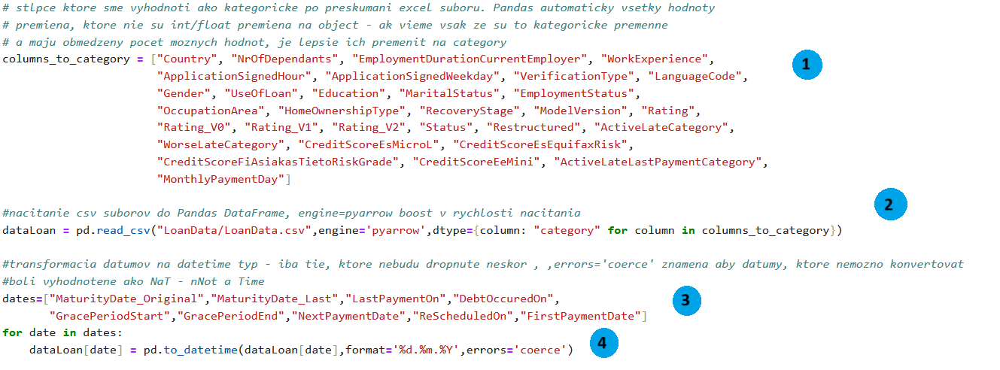 # stlpce ktore sme vyhodnoti ako kategoricke po preskumani excel suboru. Pandas automaticky vsetky hodnoty
# premiena, ktore nie su int/float premiena na object - ak vieme vsak ze su to kategoricke premenne
# a maju obmedzeny pocet moznych hodnot, je lepsie ich premenit na category
columns_to_category = ["Country", "NrOfDependants", "EmploymentDurationCurrentEmployer", "WorkExperience",
1
"ApplicationSignedHour", "ApplicationSignedWeekday", "VerificationType", "LanguageCode",
"Gender", "UseOfLoan", "Education", "MaritalStatus", "EmploymentStatus",
"OccupationArea", "HomeOwnershipType", "RecoveryStage", "ModelVersion", "Rating",
"Rating_V0", "Rating_V1", "Rating_V2", "Status", "Restructured", "ActiveLateCategory",
"WorseLateCategory", "CreditScoreEsMicroL", "CreditScoreEsEquifaxRisk",
"CreditScoreFiAsiakasTietoRiskGrade", "CreditScoreEeMini", "ActiveLateLastPaymentCategory",
"MonthlyPaymentDay"]
2
#nacitanie csv suborov do Pandas DataFrame, engine=pyarrow boost v rychlosti nacitania
dataLoan = pd.read_csv("LoanData/LoanData.csv",engine='pyarrow',dtype={column: "category" for column in columns_to_category})
#transformacia datumov na datetime typ - iba tie, ktore nebudu dropnute neskor , ,errors='coerce' znamena aby datumy, ktore nemozno konvertovat
#boli vyhodnotene ako NaT - nNot a Time
dates=["MaturityDate_Original","MaturityDate_Last","LastPaymentOn","DebtOccuredOn",
3
"GracePeriodStart","GracePeriodEnd","NextPaymentDate","ReScheduledOn","FirstPaymentDate"]
for date in dates:
4
dataLoan[date] = pd.to_datetime(dataLoan[date],format='%d.%m.%Y',errors='coerce')